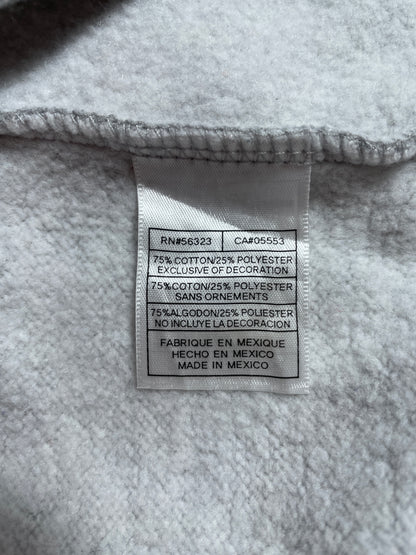 RN#56323 CA#05553
75% COTTON/25% POLYESTER
EXCLUSIVE OF DECORATION
75%COTON/25% POLYESTER
SANS ORNEMENTS
75%ALGODON/25% POLIESTER
NO INCLUYE LA DECORACION
FABRIQUE EN MEXIQUE
HECHO EN MEXICO
MADE IN MEXICO